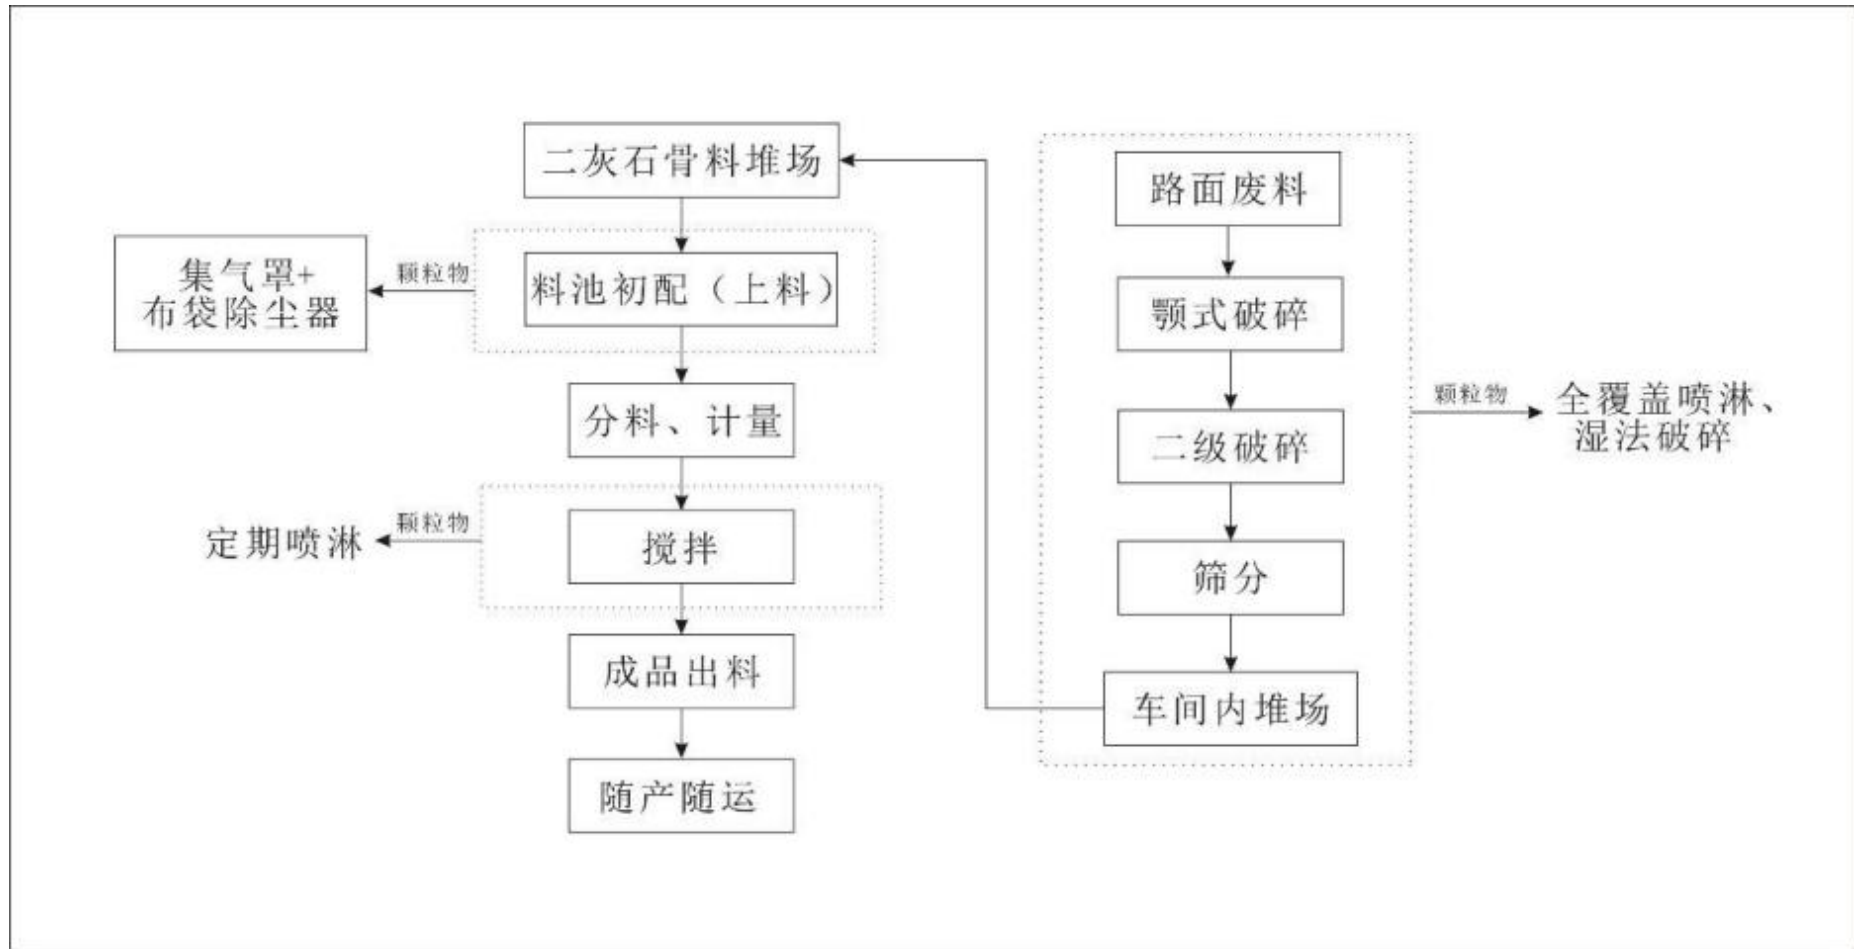 二灰石骨料堆场
集气罩+
布袋除尘器
颗粒物
料池初配（上料）
分料、计量
定期喷淋
颗粒物
搅拌
成品出料
随产随运
路面废料
颚式破碎
二级破碎
筛分
车间内堆场
颗粒物
全覆盖喷淋、
湿法破碎